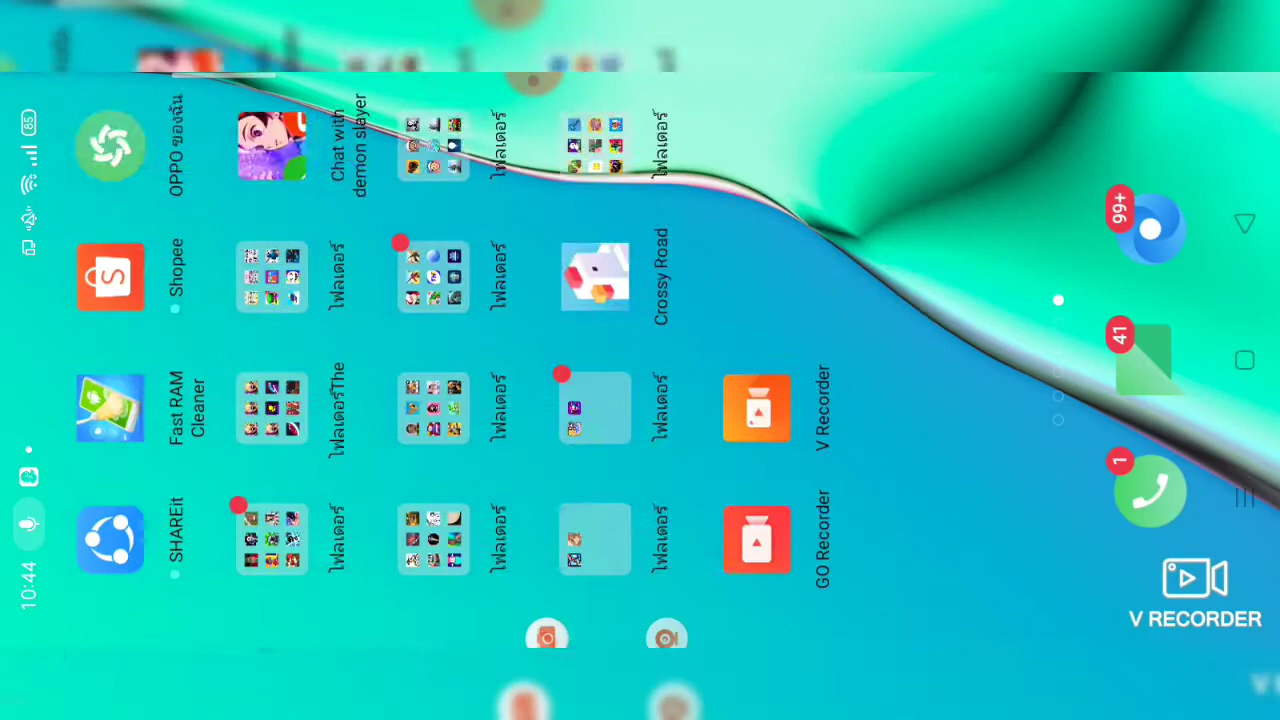 10:44
85
SHAREit
Fast RAM
Cleaner
Shopee
OPPO ของฉัน
โฟลเดอร์
โฟลเดอร์The
โฟลเดอร์
Chat with
demon slayer
โฟลเดอร์
โฟลเดอร์
โฟลเดอร์
โฟลเดอร์
โฟลเดอร์
โฟลเดอร์
Crossy Road
โฟลเดอร์
GO Recorder
V Recorder
1
41
99+
V RECORDER